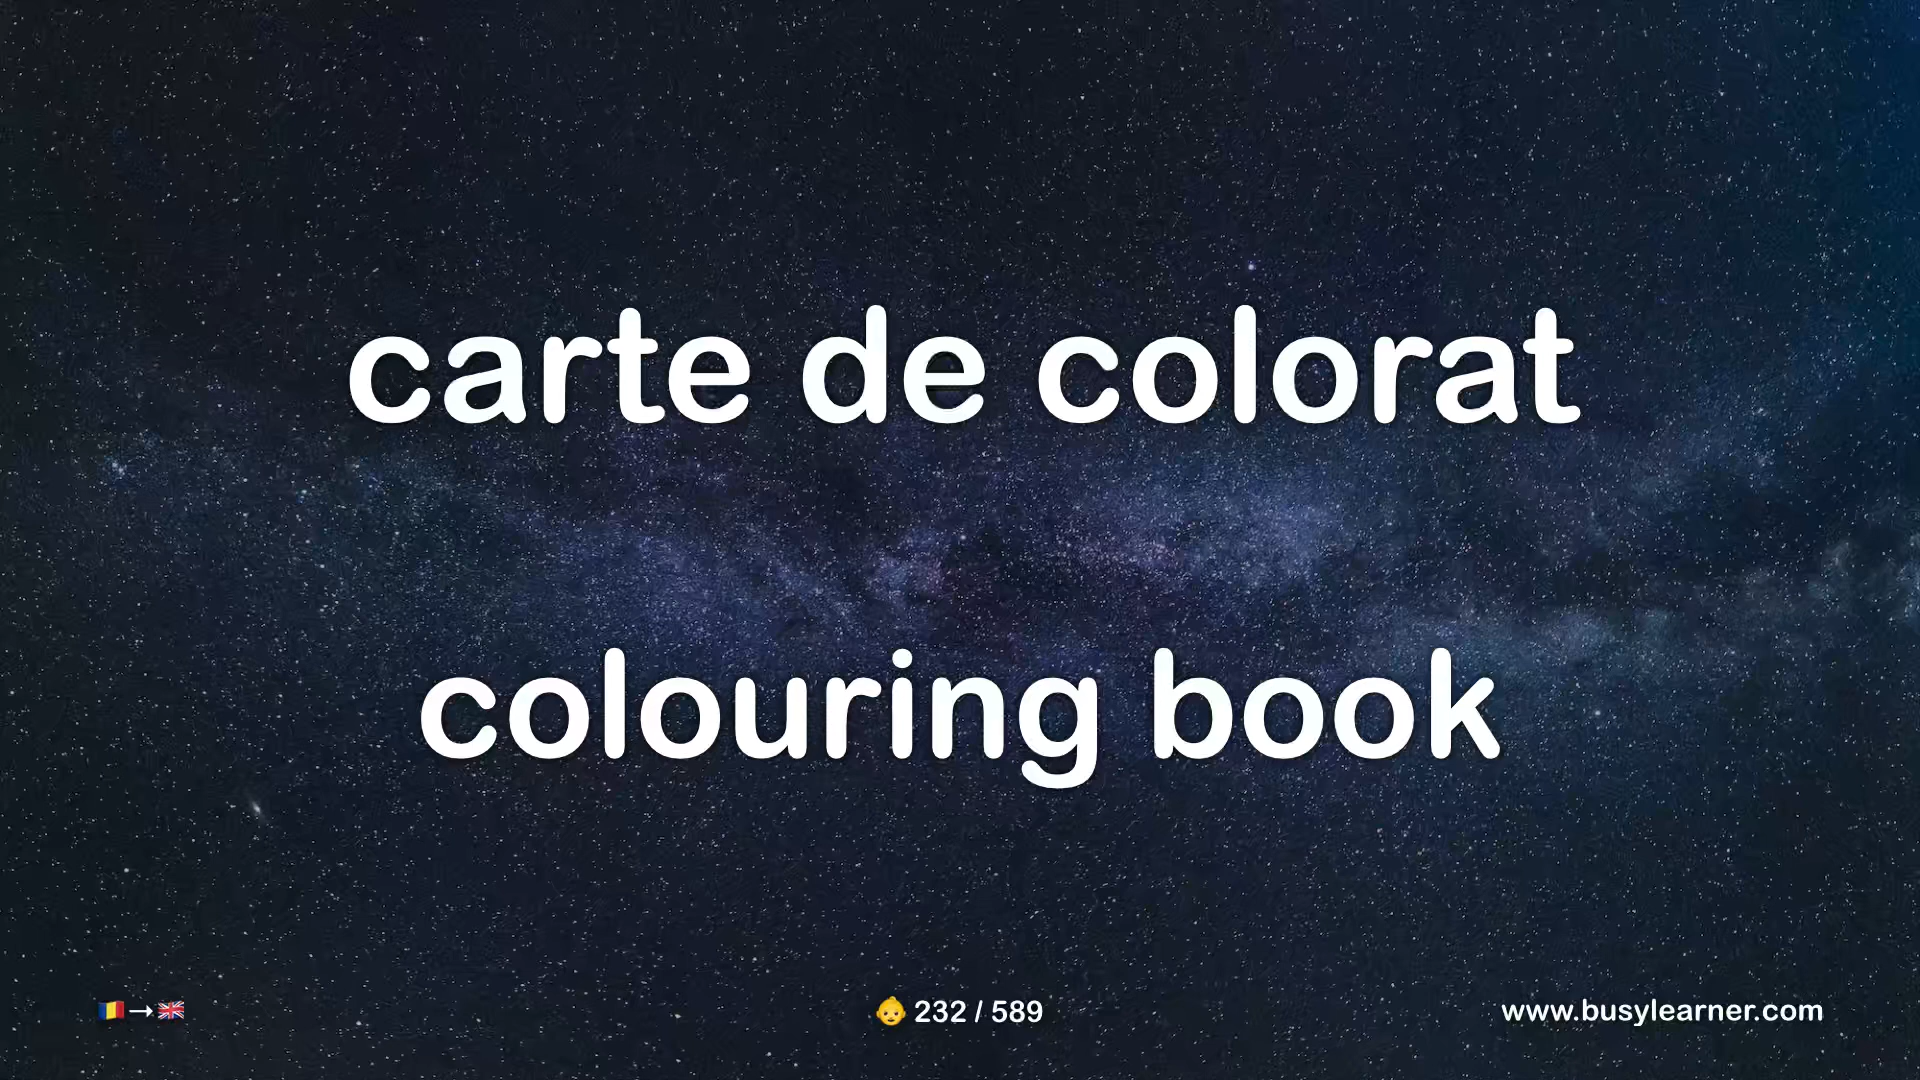 carte de colorat
colouring book
🇷🇴→🇬🇧 👶 232 / 589 www.busylearner.com